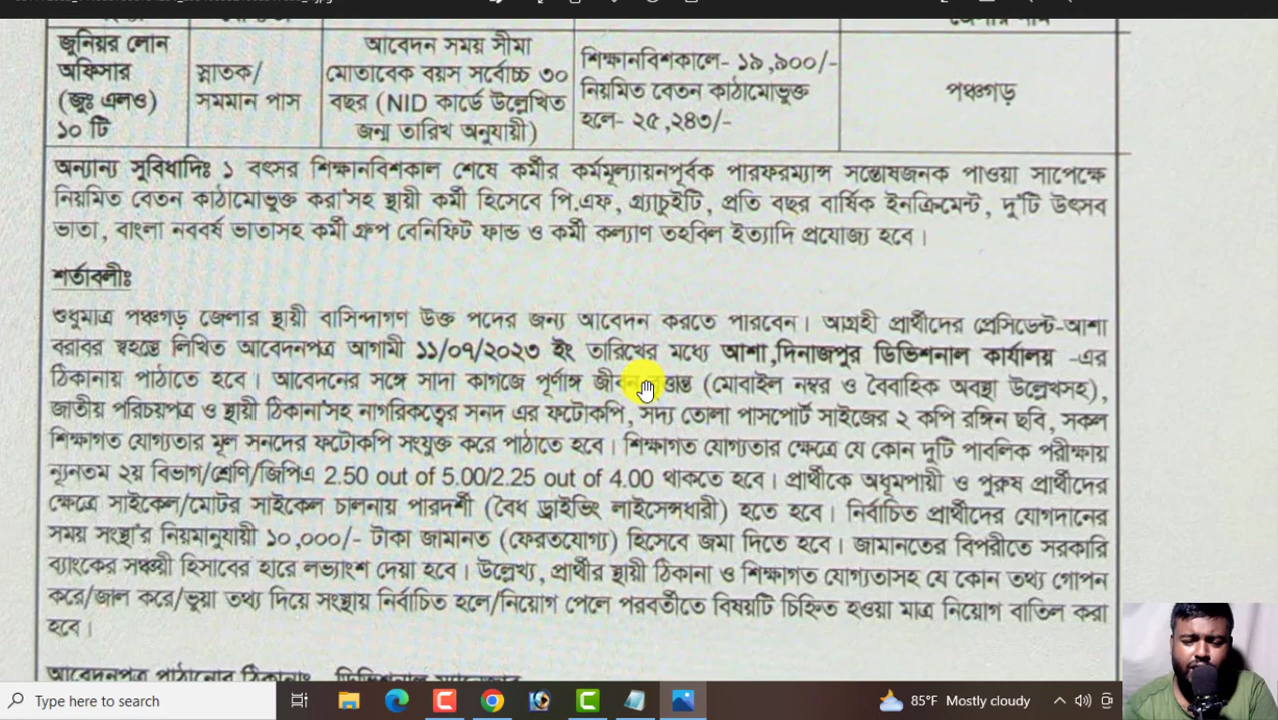 জুনিয়র লোন
অফিসার
(জুঃ এলও)
১০ টি
স্নাতক/
সমমান পাস
আবেদন সময় সীমা
মোতাবেক বয়স সর্বোচ্চ ৩০
বছর (NID কার্ডে উল্লেখিত
জন্ম তারিখ অনুযায়ী)
শিক্ষানবিশকালে- ১৯,৯০০/-
নিয়মিত বেতন কাঠামোভুক্ত
হলে- ২৫,২৪৩/-
পঞ্চগড়
অন্যান্য সুবিধাদিঃ ১ বৎসর শিক্ষানবিশকাল শেষে কর্মীর কর্মমূল্যায়নপূর্বক পারফরম্যান্স সন্তোষজনক পাওয়া সাপেক্ষে
নিয়মিত বেতন কাঠামোভুক্ত করা'সহ স্থায়ী কর্মী হিসেবে পি,এফ, গ্র্যাচুইটি, প্রতি বছর বার্ষিক ইনক্রিমেন্ট, দু'টি উৎসব
ভাতা, বাংলা নববর্ষ ভাতাসহ কর্মী গ্রুপ বেনিফিট ফান্ড ও কর্মী কল্যাণ তহবিল ইত্যাদি প্রযোজ্য হবে।
শর্তাবলীঃ
শুধুমাত্র পঞ্চগড় জেলার স্থায়ী বাসিন্দাগণ উক্ত পদের জন্য আবেদন করতে পারবেন। আগ্রহী প্রার্থীদের প্রেসিডেন্ট-আশা
বরাবর স্বহস্তে লিখিত আবেদনপত্র আগামী ১১/০৭/২০২৩ ইং তারিখের মধ্যে আশা,দিনাজপুর ডিভিশনাল কার্যালয় -এর
ঠিকানায় পাঠাতে হবে। আবেদনের সঙ্গে সাদা কাগজে পূর্ণাঙ্গ (মোবাইল নম্বর ও বৈবাহিক অবস্থা উল্লেখসহ),
জাতীয় পরিচয়পত্র ও স্থায়ী ঠিকানা'সহ নাগরিকত্বের সনদ এর ফটোকপি, সদ্য তোলা পাসপোর্ট সাইজের ২ কপি রঙ্গিন ছবি, সকল
শিক্ষাগত যোগ্যতার মূল সনদের ফটোকপি সংযুক্ত করে পাঠাতে হবে। শিক্ষাগত যোগ্যতার ক্ষেত্রে যে কোন দুটি পাবলিক পরীক্ষায়
ন্যূনতম ২য় বিভাগ/শ্রেণি/জিপিএ 2.50 out of 5.00/2.25 out of 4.00 থাকতে হবে। প্রার্থীকে অধূমপায়ী ও পুরুষ প্রার্থীদের
ক্ষেত্রে সাইকেল/মোটর সাইকেল চালনায় পারদর্শী (বৈধ ড্রাইভিং লাইসেন্সধারী) হতে হবে। নির্বাচিত প্রার্থীদের যোগদানের
সময় সংস্থা'র নিয়মানুযায়ী ১০,০০০/- টাকা জামানত (ফেরতযোগ্য) হিসেবে জমা দিতে হবে। জামানতের বিপরীতে সরকারি
ব্যাংকের সঞ্চয়ী হিসাবের হারে লভ্যাংশ দেয়া হবে। উল্লেখ্য, প্রার্থীর স্থায়ী ঠিকানা ও শিক্ষাগত যোগ্যতাসহ যে কোন তথ্য গোপন
করে/জাল করে/ভুয়া তথ্য দিয়ে সংস্থায় নির্বাচিত হলে/নিয়োগ পেলে পরবর্তীতে বিষয়টি চিহ্নিত হওয়া মাত্র নিয়োগ বাতিল করা
হবে।
আবেদনপত্র পাঠানোর ঠিকানাঃ
Type here to search
85°F Mostly cloudy